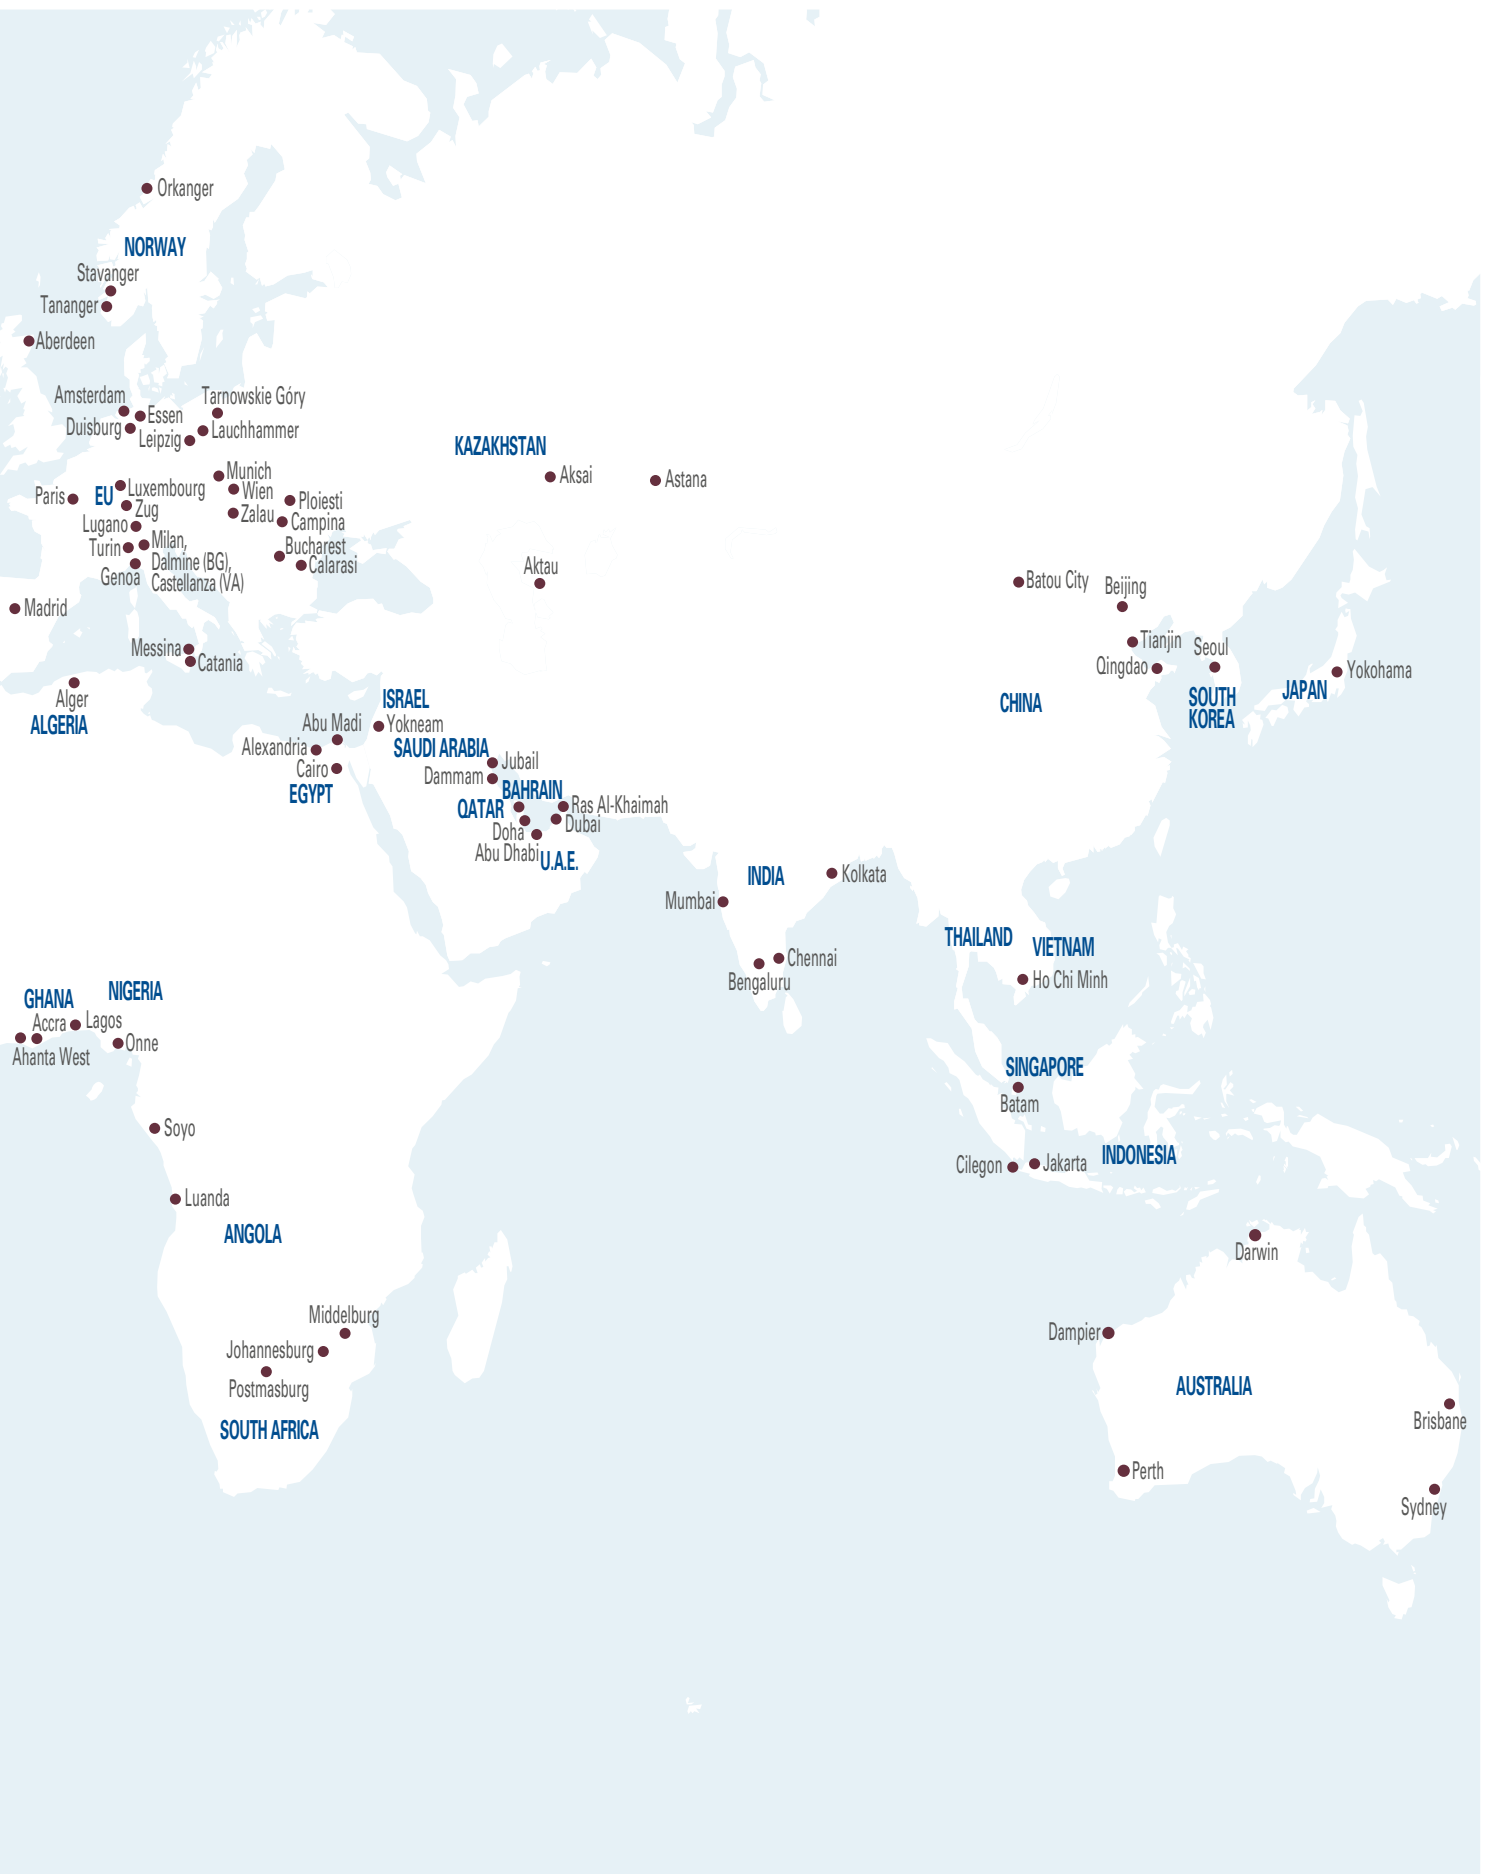 Orkanger
NORWAY
Stavanger
Tananger
Aberdeen
Amsterdam
Essen
Duisburg
Leipzig
Tarnowskie Góry
Lauchhammer
KAZAKHSTAN
Aksai
Astana
Munich
Wien
Zalau
Ploiesti
Campina
Paris
EU
Luxembourg
Zug
Lugano
Turin
Milan,
Dalmine (BG),
Castellanza (VA)
Genoa
Bucharest
Calarasi
Aktau
Batou City
Beijing
Madrid
Messina
Catania
Tianjin
Qingdao
Seoul
Yokohama
Alger
ALGERIA
ISRAEL
Abu Madi
Yokneam
CHINA
SOUTH
KOREA
JAPAN
Alexandria
Cairo
EGYPT
SAUDI ARABIA
Jubail
Dammam
BAHRAIN
QATAR
Ras Al-Khaimah
Dubai
Doha
Abu Dhabi
U.A.E.
INDIA
Kolkata
Mumbai
THAILAND
VIETNAM
Chennai
Bengaluru
Ho Chi Minh
GHANA
NIGERIA
Accra
Lagos
Onne
Ahanta West
SINGAPORE
Batam
Soyo
Cilegon
Jakarta
INDONESIA
Luanda
ANGOLA
Darwin
Middelburg
Johannesburg
Postmasburg
SOUTH AFRICA
Dampier
AUSTRALIA
Brisbane
Perth
Sydney